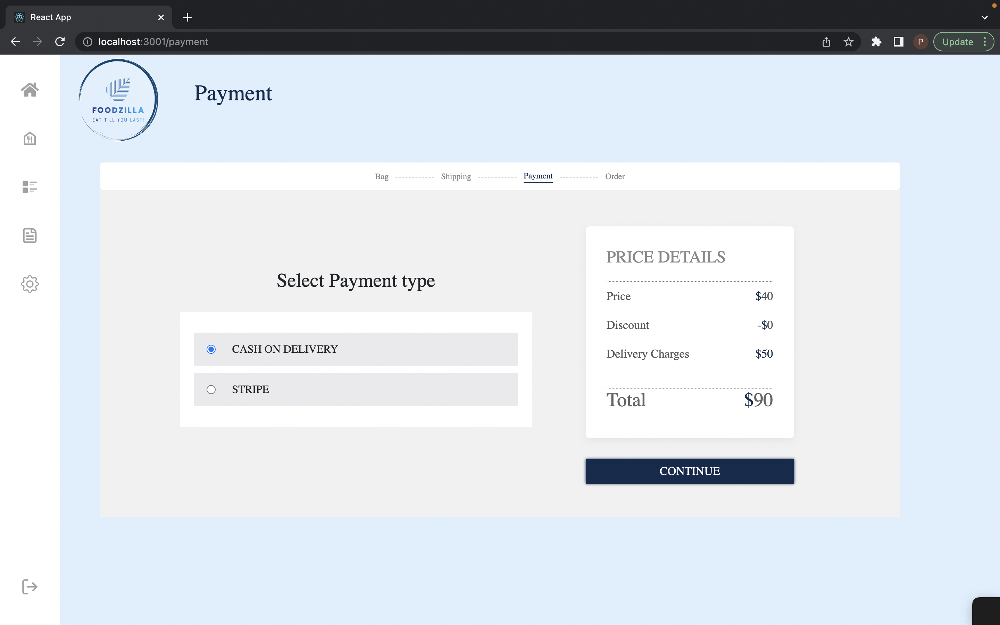 React App
localhost:3001/payment
P
Update
FOODZILLA
EAT TILL YOU LAST!
Payment
Bag ------------ Shipping ------------ Payment ------------ Order
Select Payment type
CASH ON DELIVERY
STRIPE
PRICE DETAILS
Price $40
Discount -$0
Delivery Charges $50
Total $90
CONTINUE